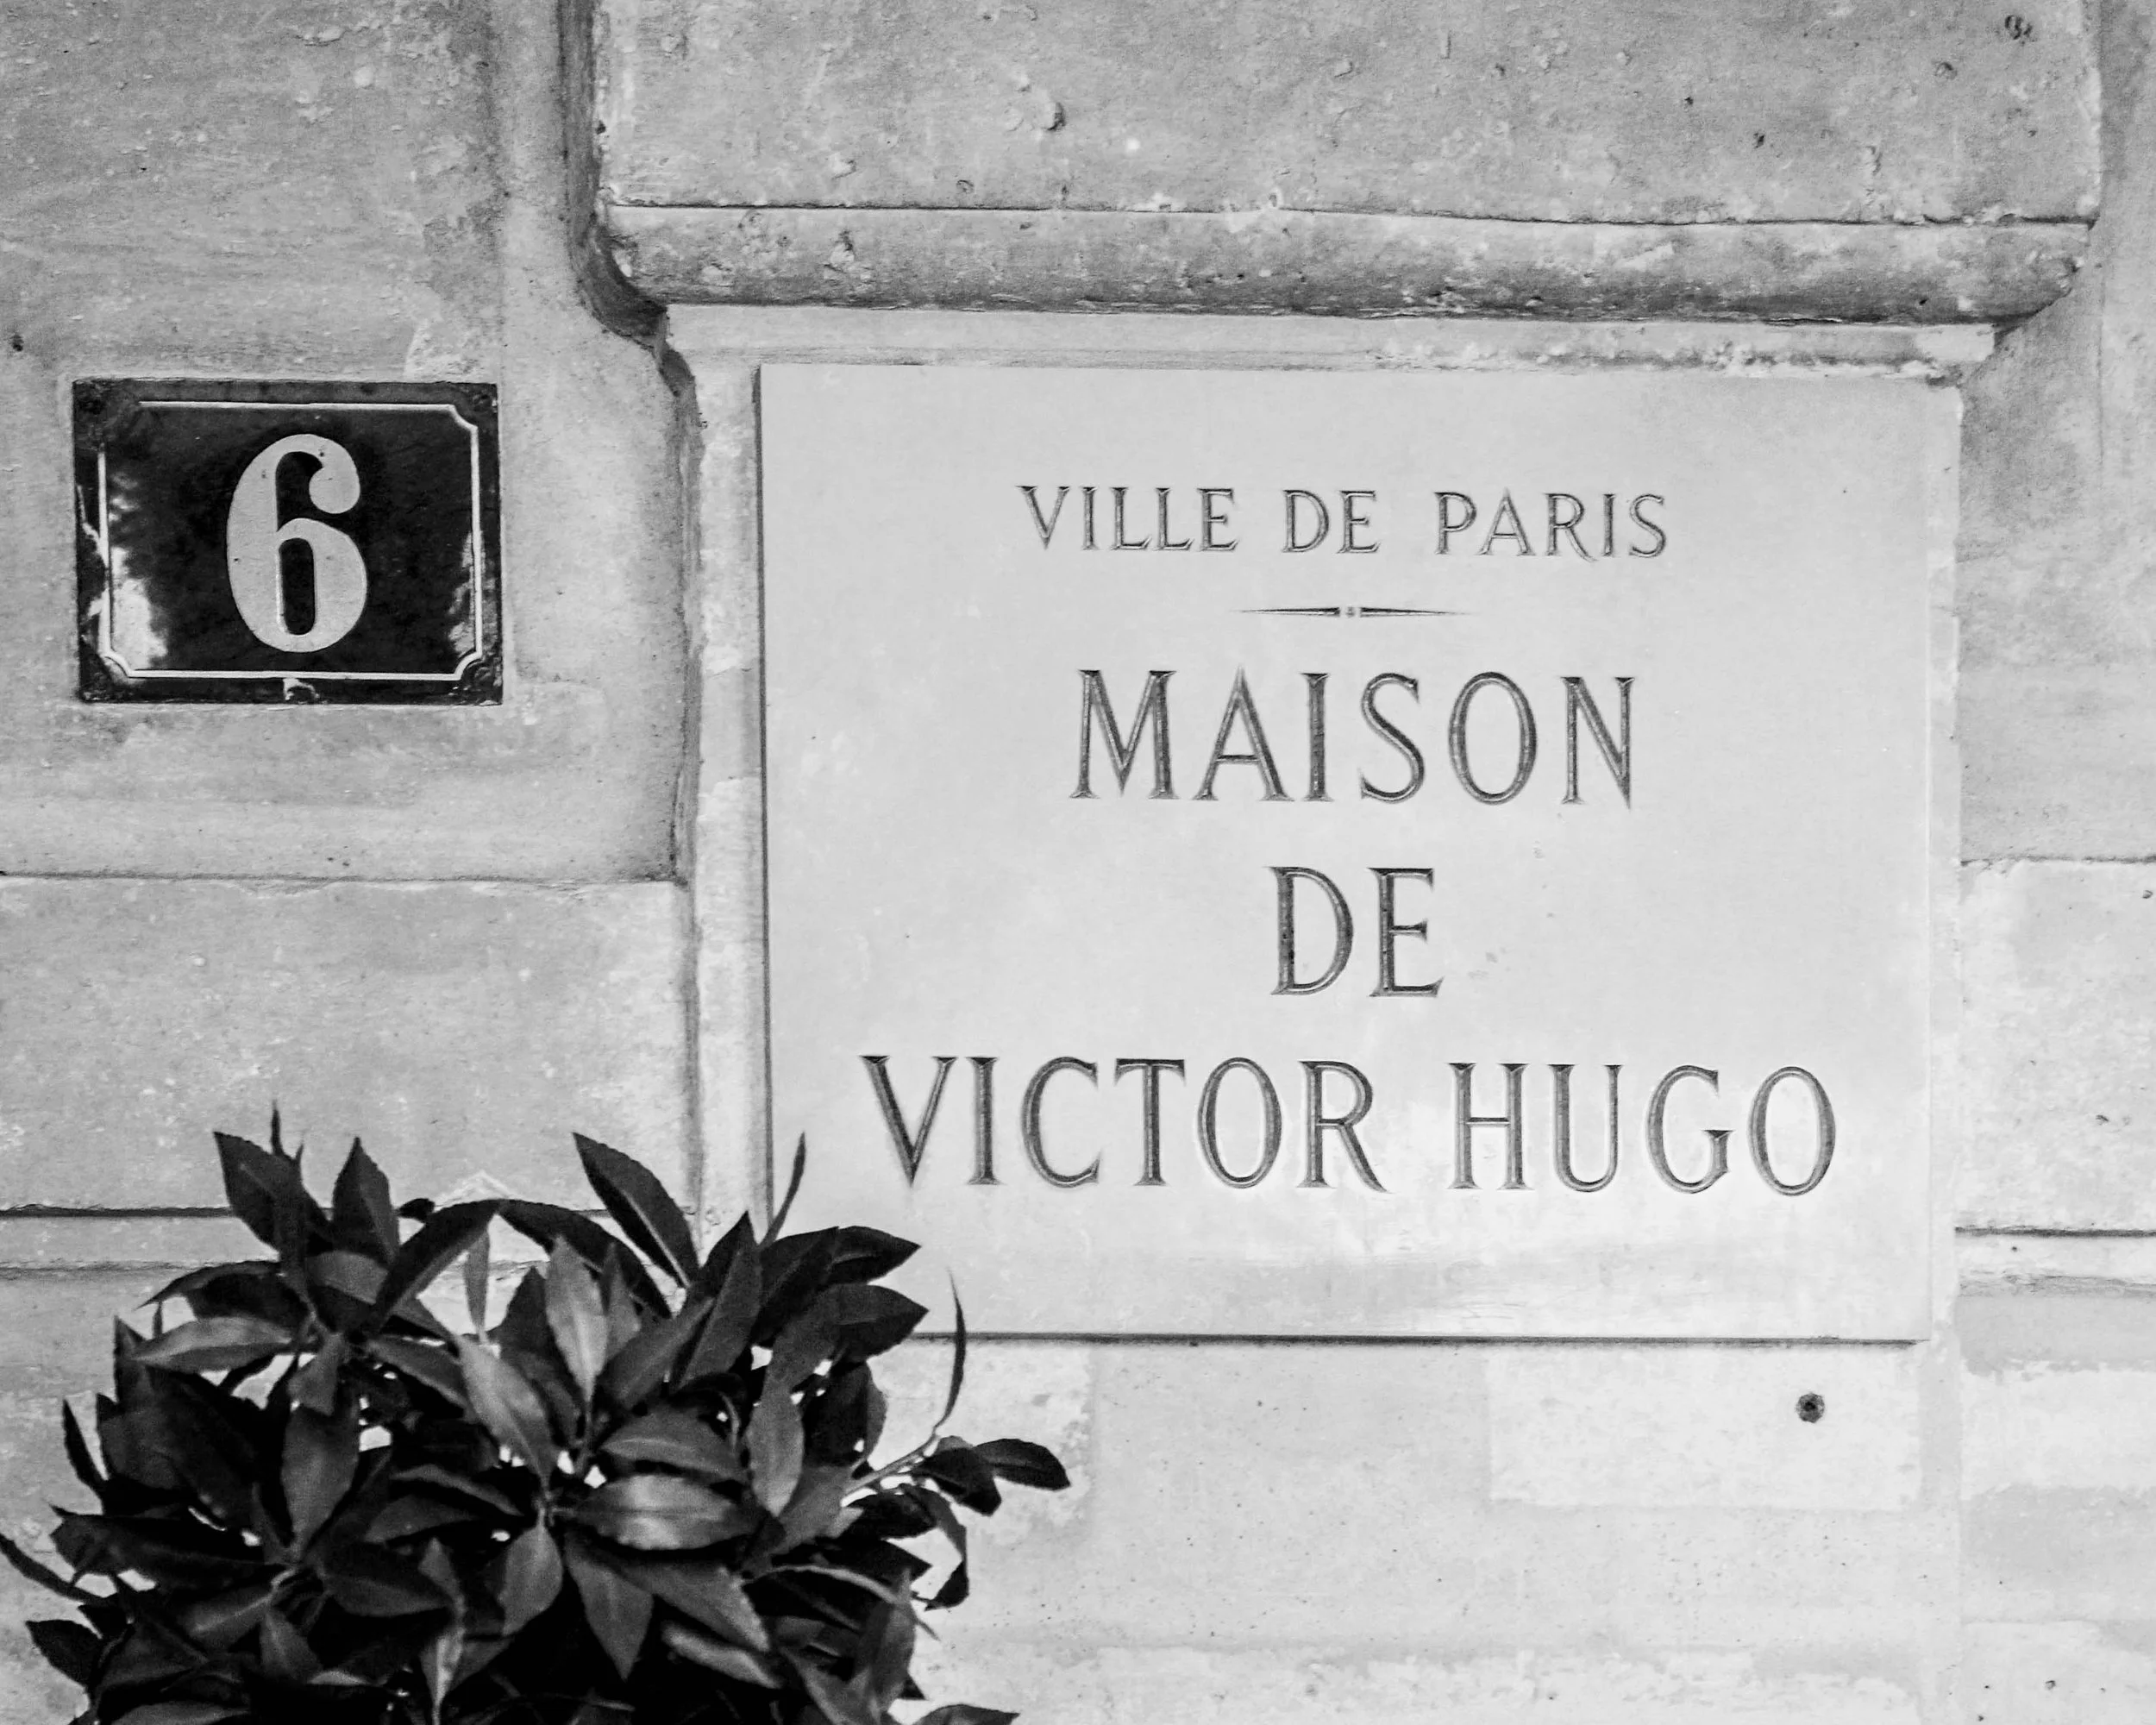 6
VILLE DE PARIS
MAISON
DE
VICTOR HUGO